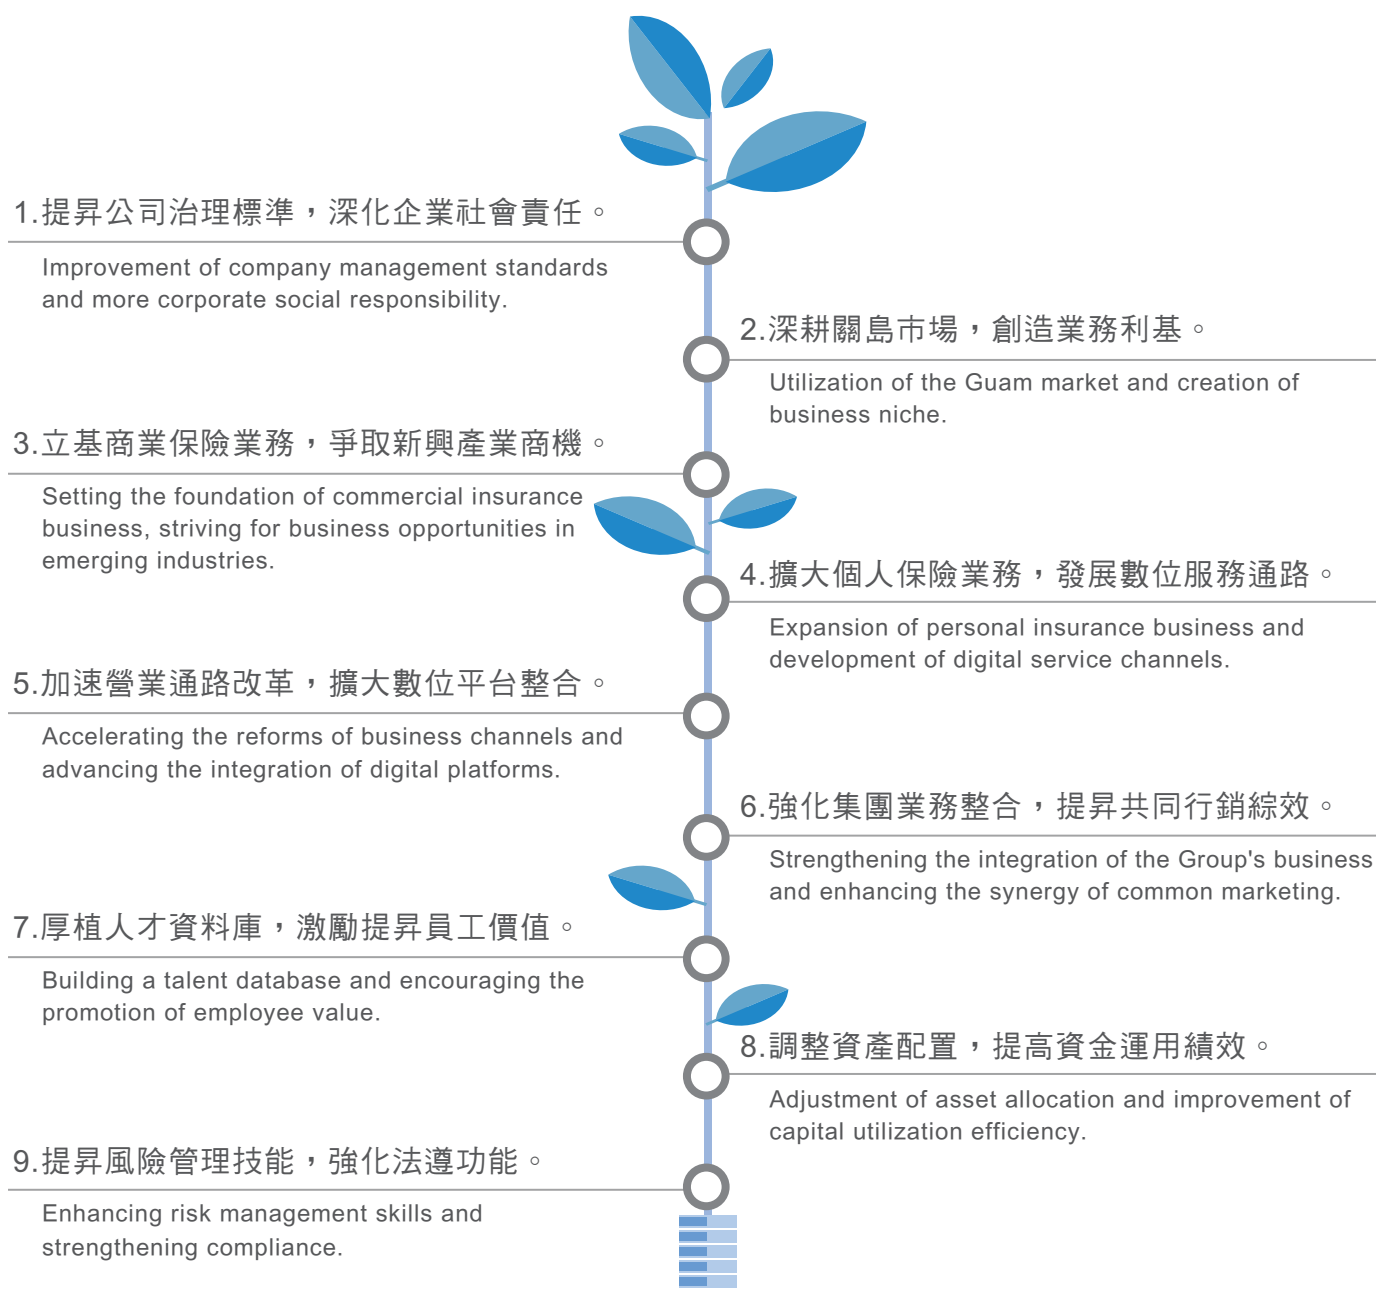 1.提昇公司治理標準，深化企業社會責任。
Improvement of company management standards
and more corporate social responsibility.
2.深耕關島市場，創造業務利基。
Utilization of the Guam market and creation of
business niche.
3.立基商業保險業務，爭取新興產業商機。
Setting the foundation of commercial insurance
business, striving for business opportunities in
emerging industries.
4.擴大個人保險業務，發展數位服務通路。
Expansion of personal insurance business and
development of digital service channels.
5.加速營業通路改革，擴大數位平台整合。
Accelerating the reforms of business channels and
advancing the integration of digital platforms.
6.強化集團業務整合，提昇共同行銷綜效。
Strengthening the integration of the Group's business
and enhancing the synergy of common marketing.
7.厚植人才資料庫，激勵提昇員工價值。
Building a talent database and encouraging the
promotion of employee value.
8.調整資產配置，提高資金運用績效。
Adjustment of asset allocation and improvement of
capital utilization efficiency.
9.提昇風險管理技能，強化法遵功能。
Enhancing risk management skills and
strengthening compliance.